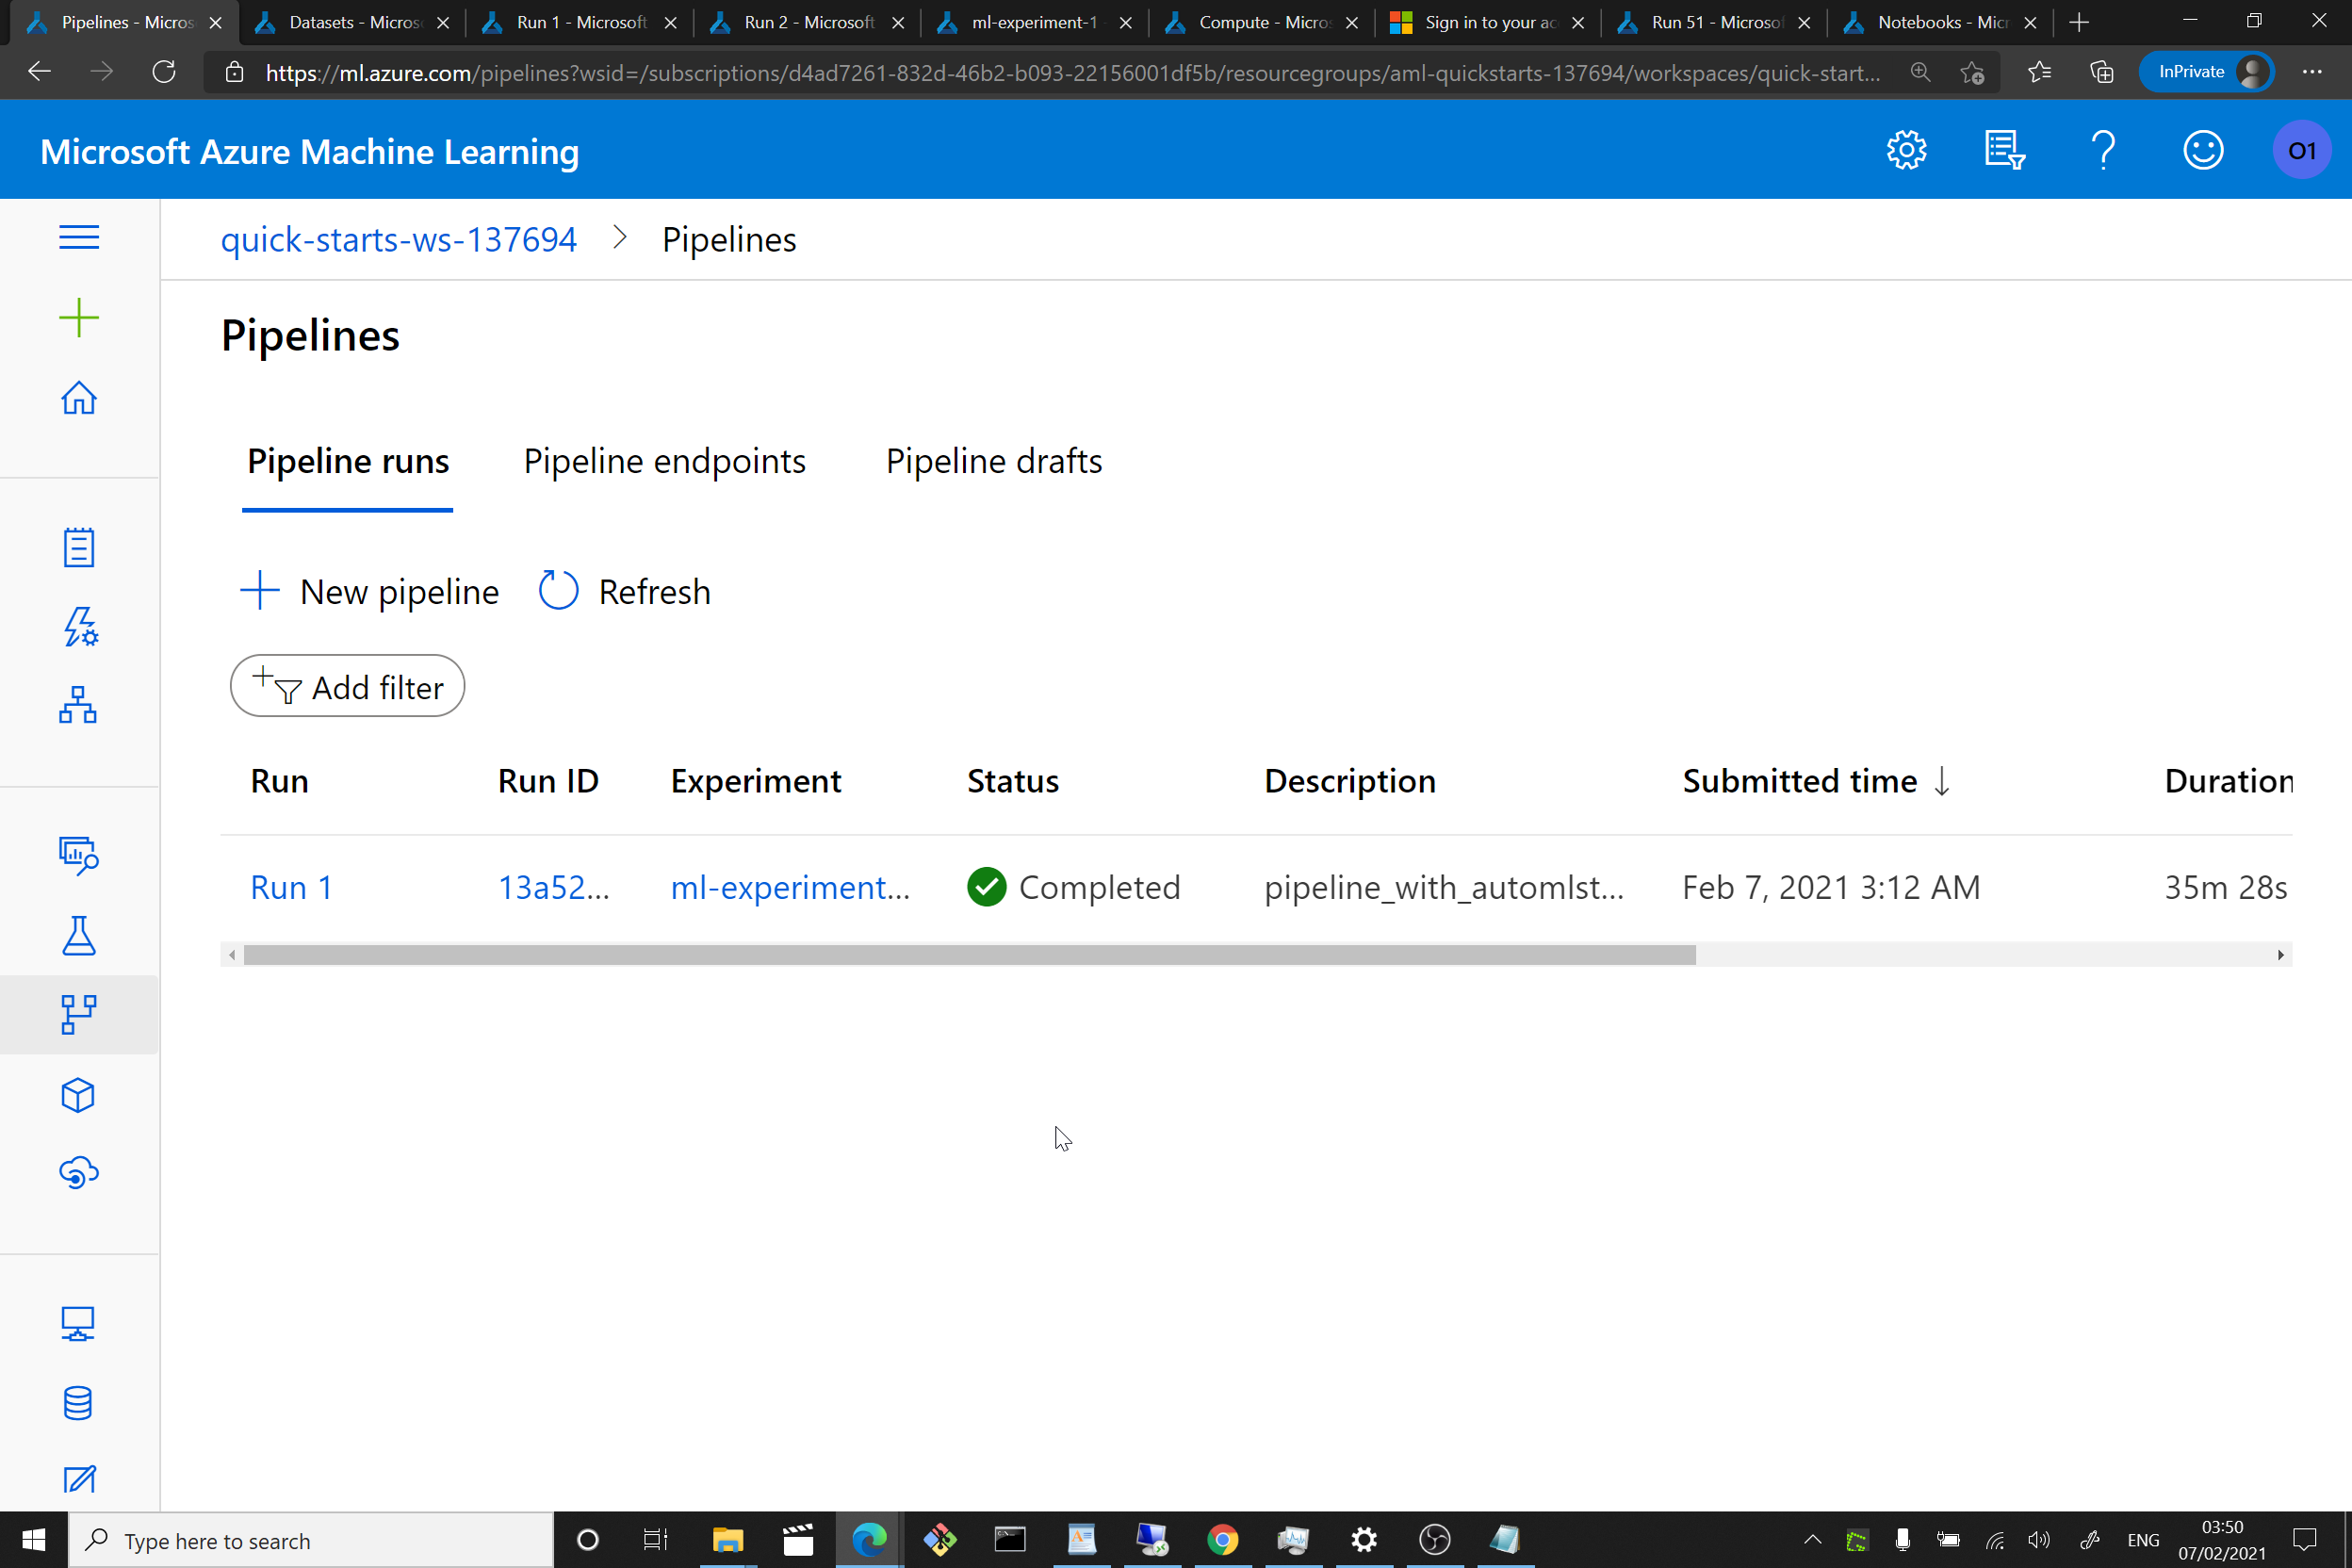 Pipelines - Micros
Datasets - Micros
Run 1 - Microsoft
Run 2 - Microsoft
ml-experiment-1
Compute - Micros
Sign in to your ac
Run 51 - Microsof
Notebooks - Micr
https://ml.azure.com/pipelines?wsid=/subscriptions/d4ad7261-832d-46b2-b093-22156001df5b/resourcegroups/aml-quickstarts-137694/workspaces/quick-start...
InPrivate
Microsoft Azure Machine Learning
O1
quick-starts-ws-137694 > Pipelines
Pipelines
Pipeline runs Pipeline endpoints Pipeline drafts
New pipeline Refresh
Add filter
Run Run ID Experiment Status Description Submitted time ↓ Duration
Run 1 13a52... ml-experiment... Completed pipeline_with_automlst... Feb 7, 2021 3:12 AM 35m 28s
Type here to search
ENG
03:50
07/02/2021